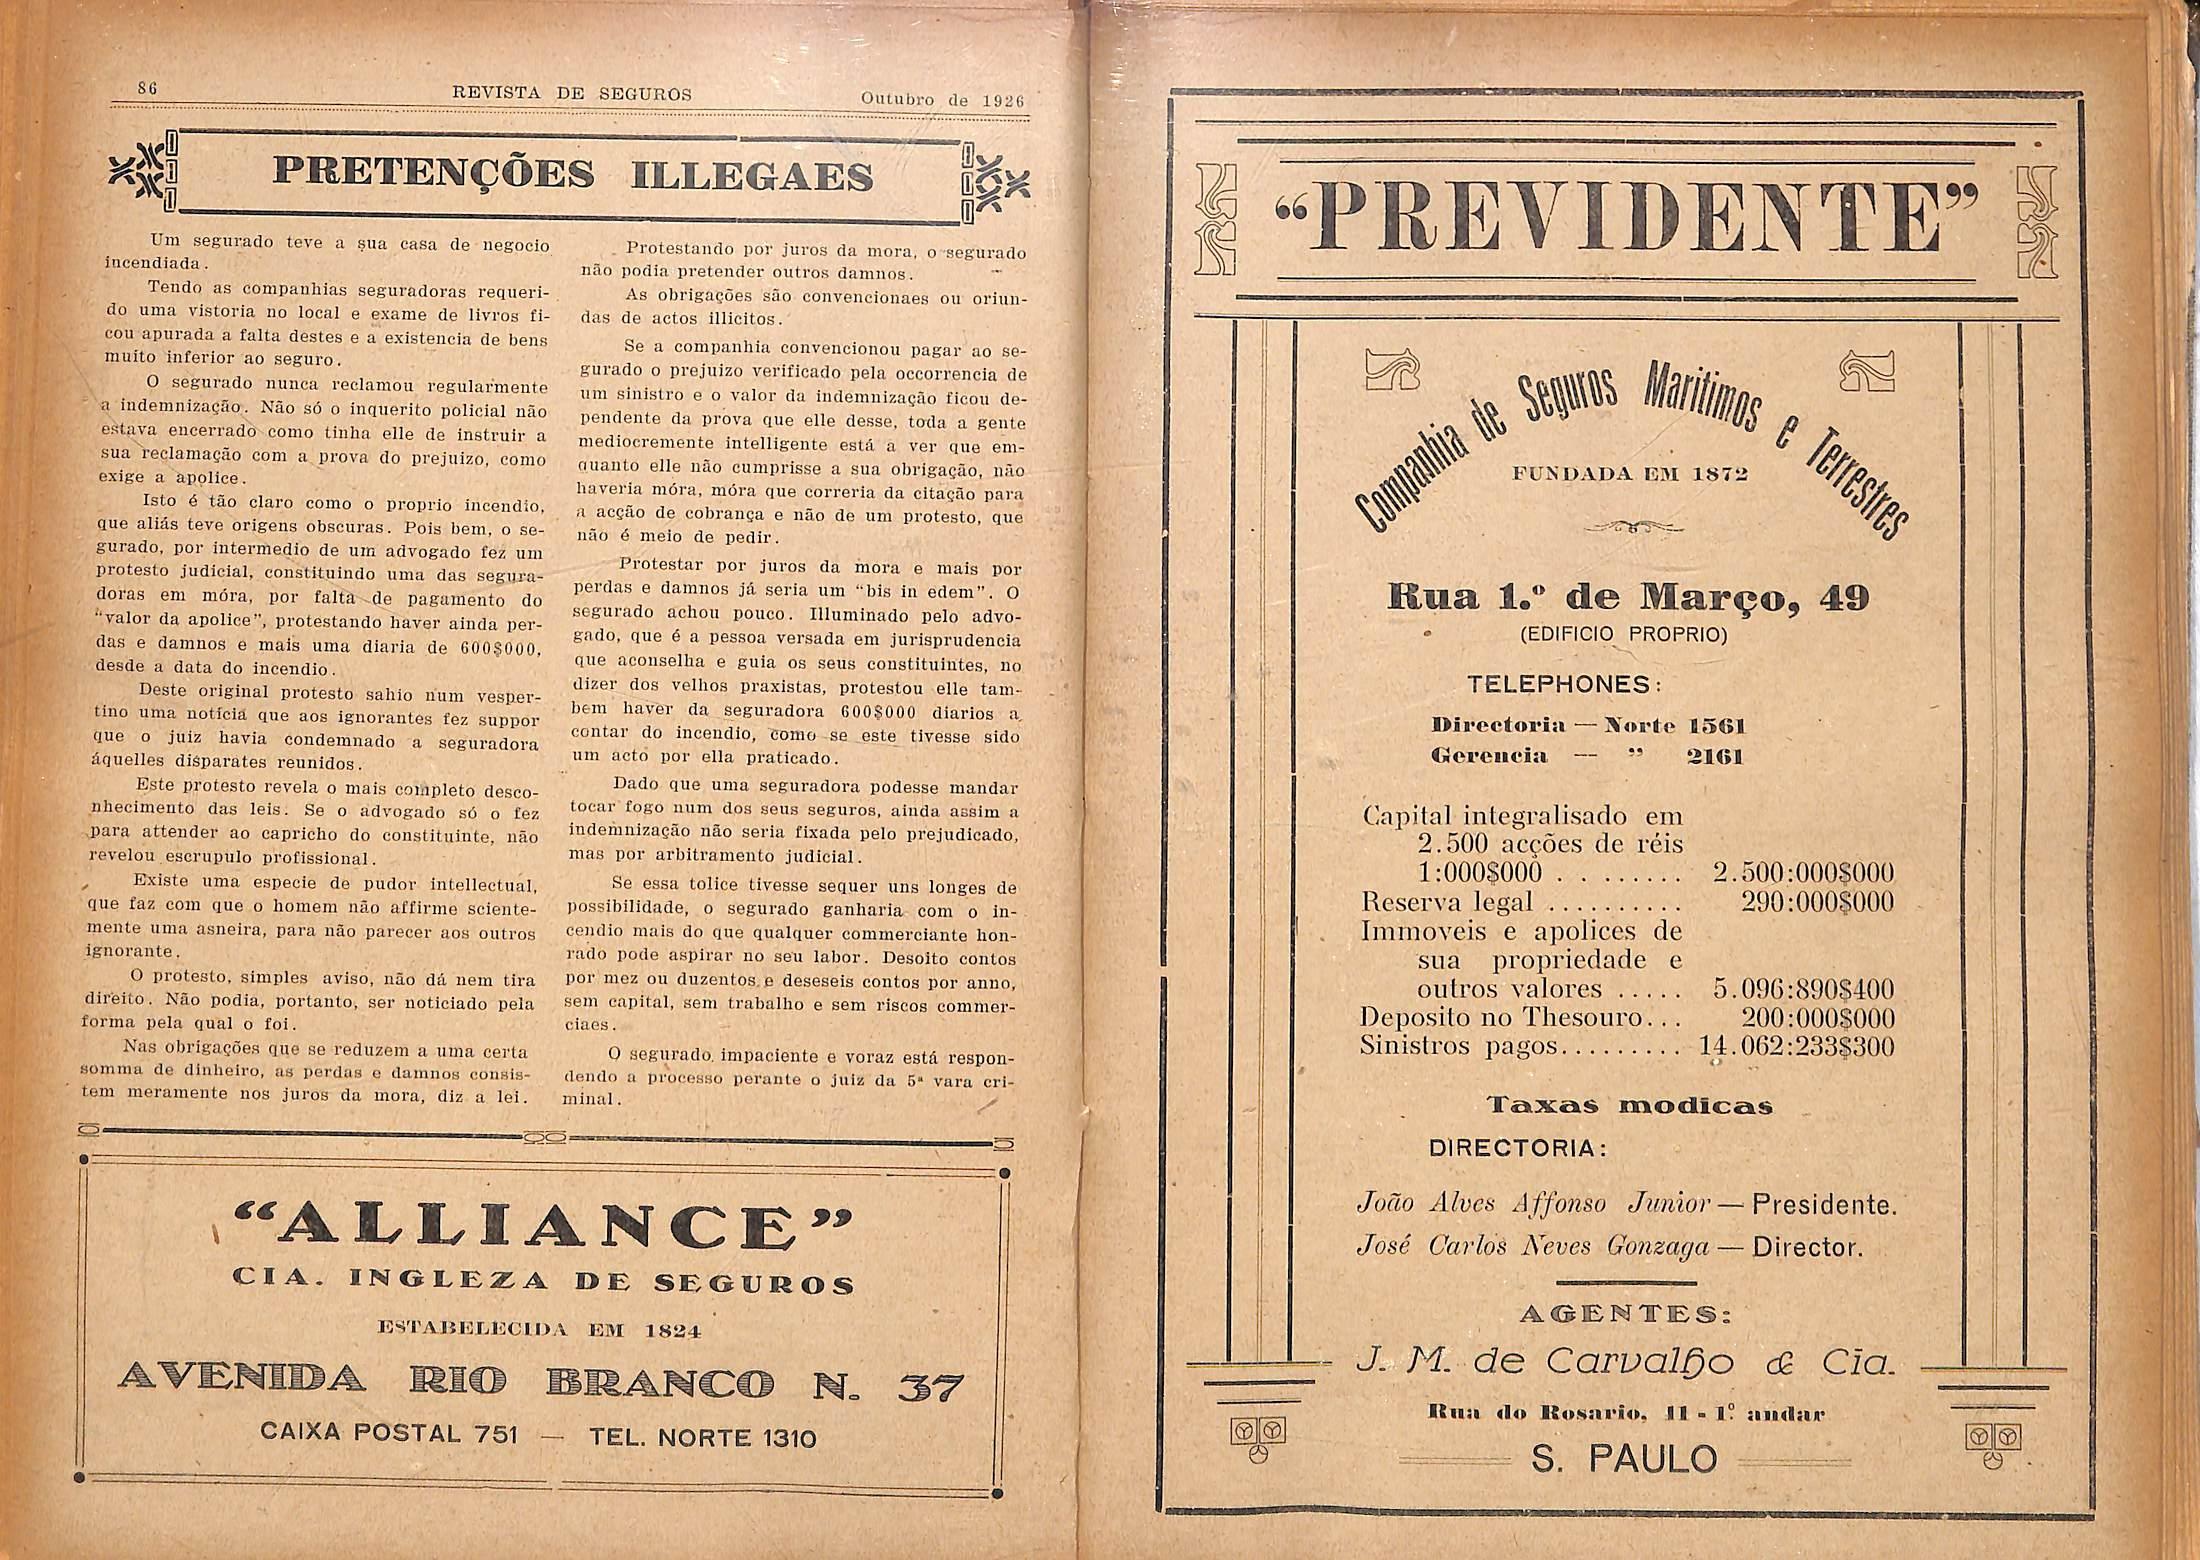 86
REVISTA DE SEGUROS
Outubro de 1926
PRETENÇÕES ILLEGAES
Um segurado teve a sua casa de negocio
incendiada.
Tendo as companhias seguradoras requeri-
do uma vistoria no local e exame de livros fi-
cou apurada a falta destes e a existencia de bens
muito inferior ao seguro.
O segurado nunca reclamou regularmente
a indemnização. Não só o inquerito policial não
estava encerrado como tinha elle de instruir a
sua reclamação com a prova do prejuizo, como
exige a apolice.
Isto é tão claro como o proprio incendio,
que aliás teve origens obscuras. Pois bem, o se-
gurado, por intermedio de um advogado fez um
protesto judicial, constituindo uma das segura-
doras em móra, por falta de pagamento do
"valor da apolice", protestando haver ainda per-
das e damnos e mais uma diaria de 600$000,
desde a data do incendio.
Deste original protesto sahio num vesper-
tino uma noticia que aos ignorantes fez suppor
que o juiz havia condemnado a seguradora
áquelles disparates reunidos.
Este protesto revela o mais completo desco-
nhecimento das leis. Se o advogado só o fez
para attender ao capricho do constituinte, não
revelou escrupulo profissional.
Existe uma especie de pudor intellectual,
que faz com que o homem não affirme sciente-
mente uma asneira, para não parecer aos outros
ignorante.
O protesto, simples aviso, não dá nem tira
direito. Não podia, portanto, ser noticiado pela
forma pela qual o foi.
Nas obrigações que se reduzem a uma certa
somma de dinheiro, as perdas e damnos consis-
tem meramente nos juros da mora, diz a lei.
Protestando por juros da mora, o segurado
não podia pretender outros damnos.
As obrigações são convencionaes ou oriun-
das de actos illicitos.
Se a companhia convencionou pagar ao se-
gurado o prejuizo verificado pela occorrencia de
um sinistro e o valor da indemnização ficou de-
pendente da prova que elle desse, toda a gente
mediocremente intelligente está a ver que em-
quanto elle não cumprisse a sua obrigação, não
haveria móra, móra que correria da citação para
a acção de cobrança e não de um protesto, que
não é meio de pedir.
Protestar por juros da mora e mais por
perdas e damnos já seria um "bis in edem". O
segurado achou pouco. Illuminado pelo advo-
gado, que é a pessoa versada em jurisprudencia
que aconselha e guia os seus constituintes, no
dizer dos velhos praxistas, protestou elle tam-
bem haver da seguradora 600$000 diarios a
contar do incendio, como se este tivesse sido
um acto por ella praticado.
Dado que uma seguradora podesse mandar
tocar fogo num dos seus seguros, ainda assim a
indemnização não seria fixada pelo prejudicado,
mas por arbitramento judicial.
Se essa tolice tivesse sequer uns longes de
possibilidade, o segurado ganharia com o in-
cendio mais do que qualquer commerciante hon-
rado pode aspirar no seu labor. Desoito contos
por mez ou duzentos e deseseis contos por anno,
sem capital, sem trabalho e sem riscos commer-
ciaes.
O segurado impaciente e voraz está respon-
dendo a processo perante o juiz da 5ª vara cri-
minal.
"ALLIANCE"
CIA. INGLEZA DE SEGUROS
ESTABELECIDA EM 1824
AVENIDA RIO BRANCO N. 37
CAIXA POSTAL 751 — TEL. NORTE 1310
"PREVIDENTE"
Companhia de Seguros Maritimos e Terrestres
FUNDADA EM 1872
Rua 1.º de Março, 49
(EDIFICIO PROPRIO)
TELEPHONES:
Directoria — Norte 1561
Gerencia — " 2161
Capital integralisado em
2.500 acções de réis
1:000$000 ........ 2.500:000$000
Reserva legal .......... 290:000$000
Immoveis e apolices de
sua propriedade e
outros valores ..... 5.096:890$400
Deposito no Thesouro... 200:000$000
Sinistros pagos......... 14.062:233$300
Taxas modicas
DIRECTORIA:
João Alves Affonso Junior — Presidente.
José Carlos Neves Gonzaga — Director.
AGENTES:
J. M. de Carvalho & Cia.
Rua do Rosario, 11 - 1º andar
S. PAULO